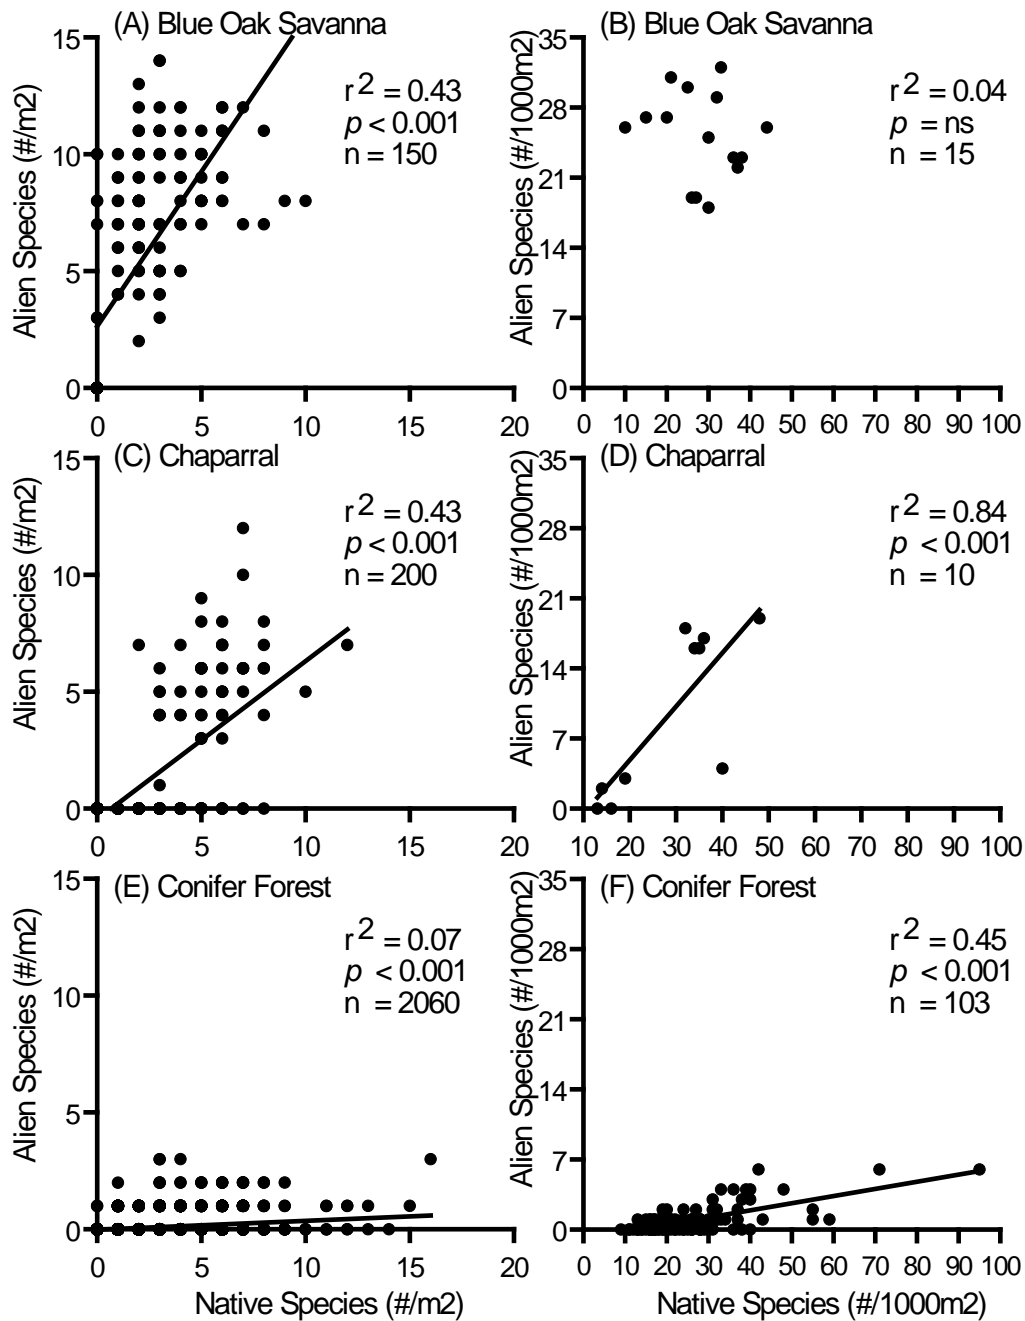 (A) Blue Oak Savanna
r 2 = 0.43
p < 0.001
n = 150
Alien Species (#/m2)
15
10
5
0
0 5 10 15 20
(B) Blue Oak Savanna
r 2 = 0.04
p = ns
n = 15
Alien Species (#/1000m2)
35
28
21
14
7
0
0 10 20 30 40 50 60 70 80 90 100
(C) Chaparral
r 2 = 0.43
p < 0.001
n = 200
Alien Species (#/m2)
15
10
5
0
0 5 10 15 20
(D) Chaparral
r 2 = 0.84
p < 0.001
n = 10
Alien Species (#/1000m2)
35
28
21
14
7
0
10 20 30 40 50 60 70 80 90 100
(E) Conifer Forest
r 2 = 0.07
p < 0.001
n = 2060
Alien Species (#/m2)
15
10
5
0
0 5 10 15 20
Native Species (#/m2)
(F) Conifer Forest
r 2 = 0.45
p < 0.001
n = 103
Alien Species (#/1000m2)
35
28
21
14
7
0
0 10 20 30 40 50 60 70 80 90 100
Native Species (#/1000m2)